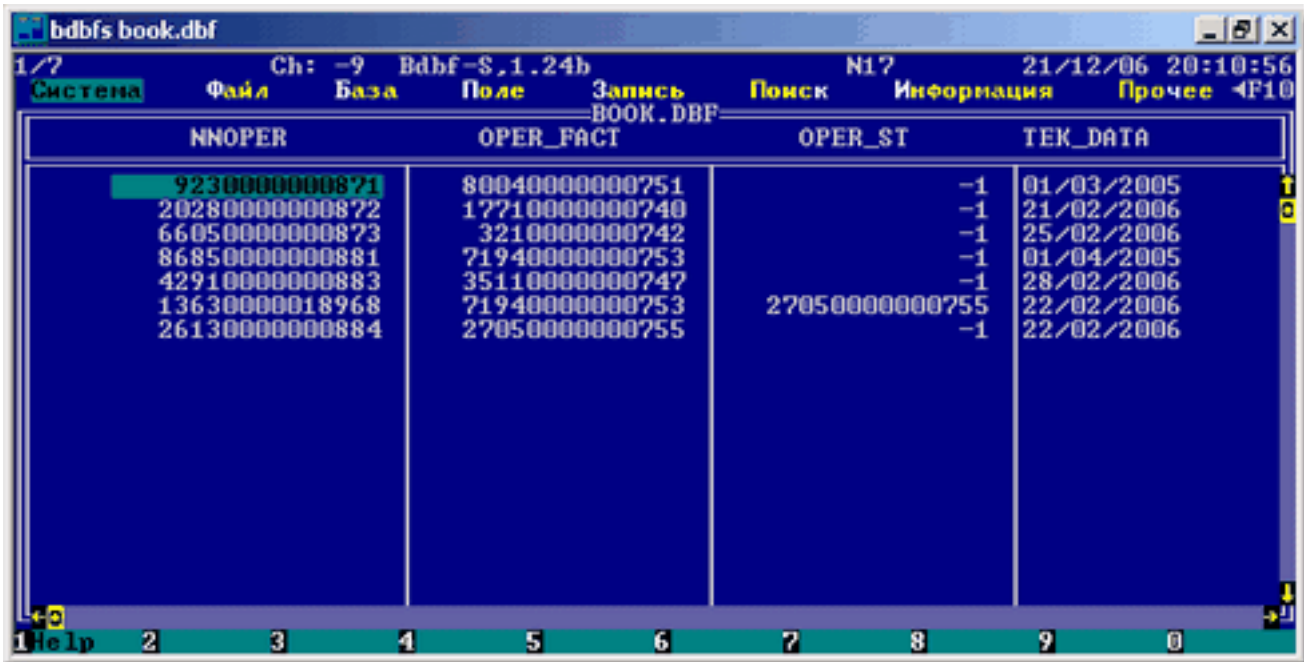 bdbfs book.dbf
1/7 Ch: -9 Bdbf-S,1.24b N17 21/12/06 20:10:56
Система Файл База Поле Запись Поиск Информация Прочее ◄F10
BOOK.DBF
NNOPER OPER_FACT OPER_ST TEK_DATA
9230000000871 80040000000751 -1 01/03/2005
20280000000872 17710000000740 -1 21/02/2006
66050000000873 3210000000742 -1 25/02/2006
86850000000881 71940000000753 -1 01/04/2005
42910000000883 35110000000747 -1 28/02/2006
13630000018968 71940000000753 27050000000755 22/02/2006
26130000000884 27050000000755 -1 22/02/2006
1Help 2 3 4 5 6 7 8 9 0